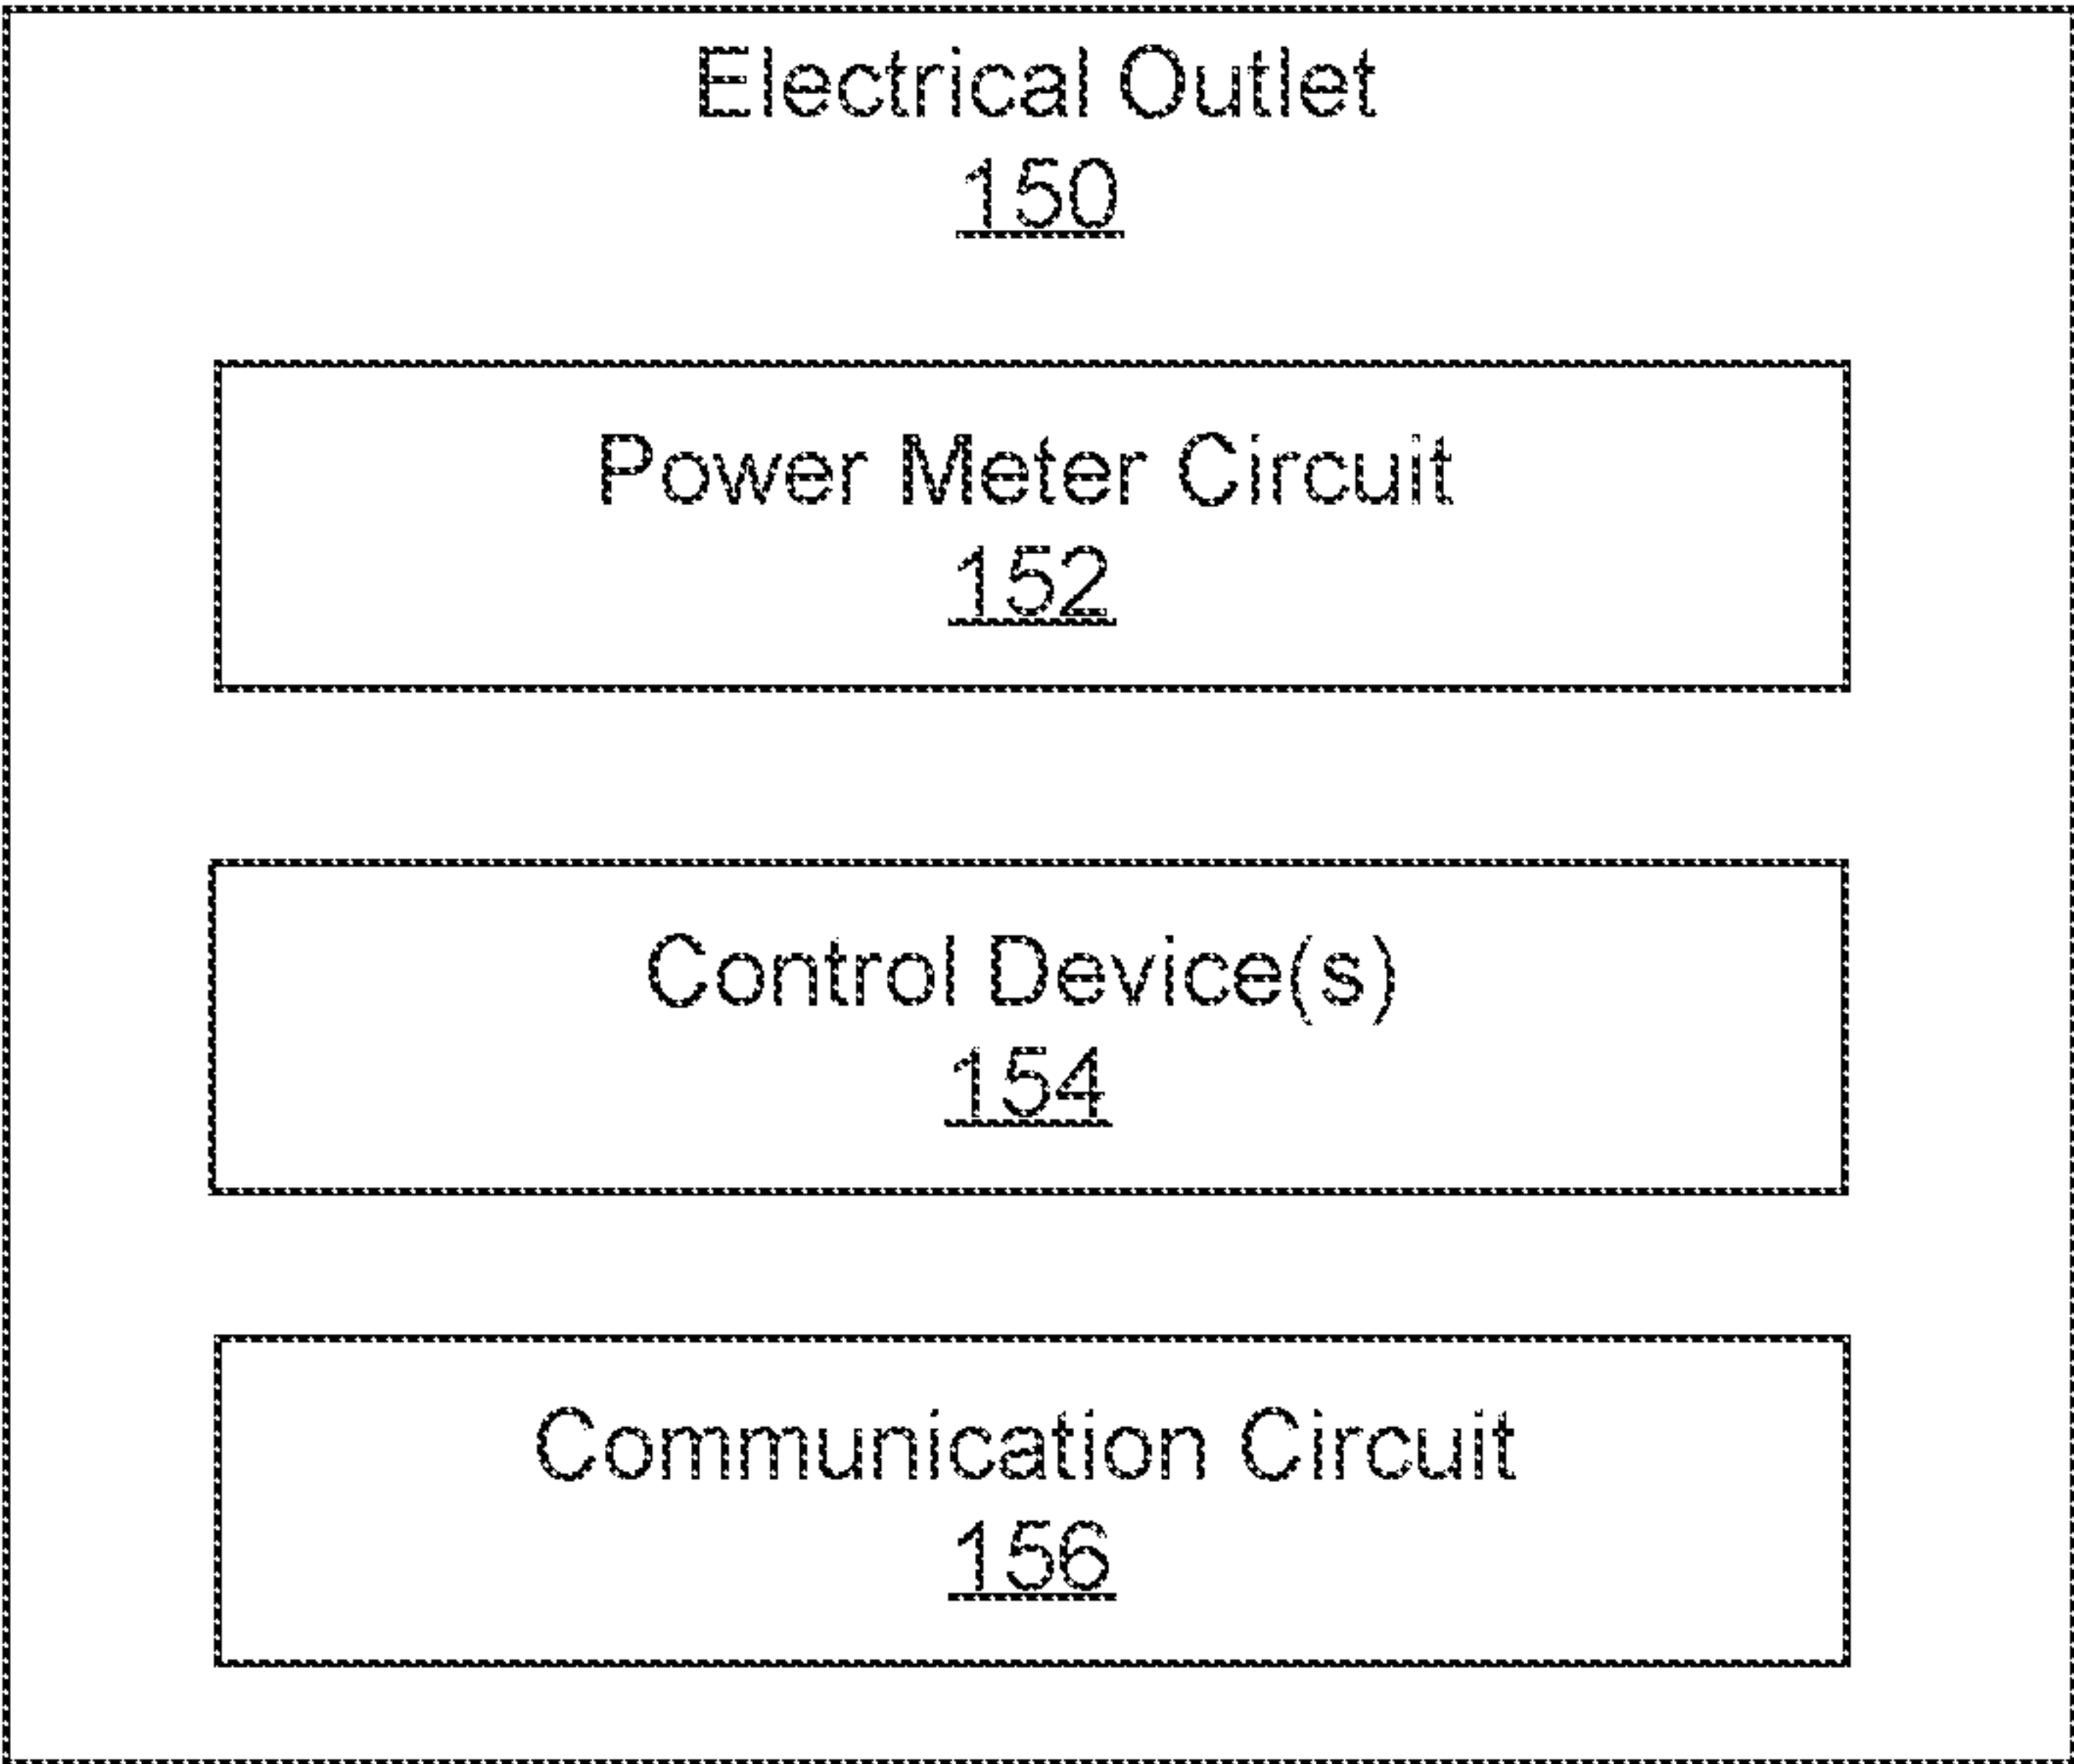 Electrical Outlet
150
Power Meter Circuit
152
Control Device(s)
154
Communication Circuit
156